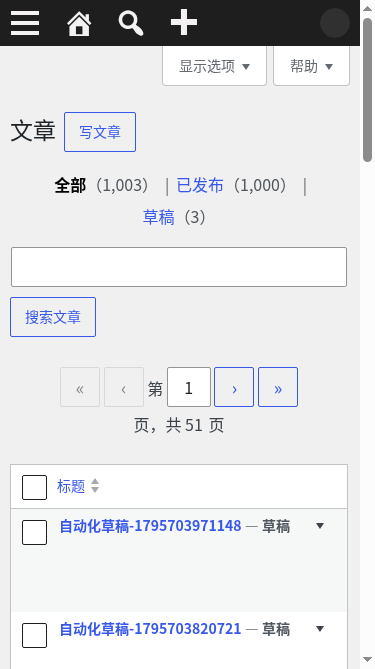 显示选项 ▼ 帮助 ▼
文章 写文章
全部（1,003） | 已发布（1,000） |
草稿（3）
搜索文章
« ‹ 第 1 › »
页，共 51 页
标题
自动化草稿-1795703971148 — 草稿
自动化草稿-1795703820721 — 草稿